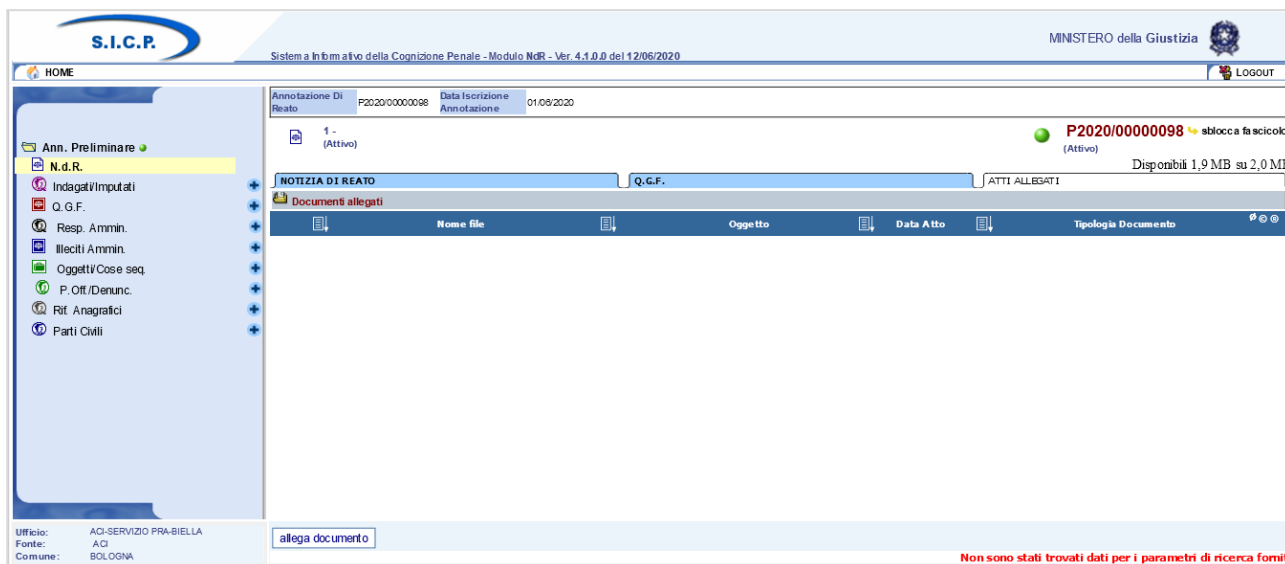 S.I.C.P.
MINISTERO della Giustizia
Sistema Informativo della Cognizione Penale - Modulo NdR - Ver. 4.1.0.0 del 12/06/2020
HOME
LOGOUT
Annotazione Di Reato P2020/00000098 Data Iscrizione Annotazione 01/06/2020
1 -
(Attivo)
P2020/00000098 sblocca fascicolo
(Attivo)
Disponibili 1,9 MB su 2,0 MB
Ann. Preliminare
N.d.R.
Indagati/Imputati
Q.G.F.
Resp. Ammin.
Illeciti Ammin.
Oggetti/Cose seq.
P. Off./Denunc.
Rif. Anagrafici
Parti Civili
NOTIZIA DI REATO
Q.G.F.
ATTI ALLEGATI
Documenti allegati
Nome file Oggetto Data Atto Tipologia Documento
Ufficio: ACI-SERVIZIO PRA-BIELLA
Fonte: ACI
Comune: BOLOGNA
allega documento
Non sono stati trovati dati per i parametri di ricerca fornit